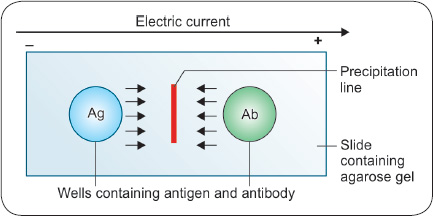 Electric current
– +
Precipitation
line
Ag Ab
Slide
containing
agarose gel
Wells containing antigen and antibody